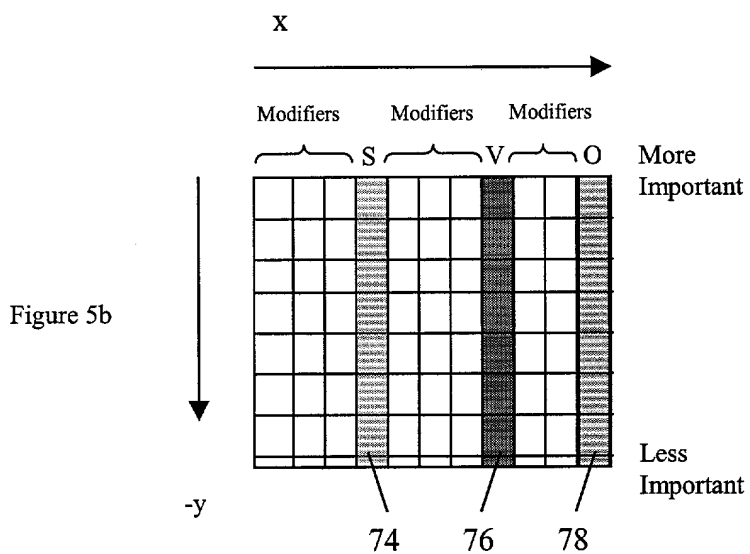 x
Modifiers Modifiers Modifiers
S V O
More
Important
Figure 5b
Less
Important
-y
74 76 78